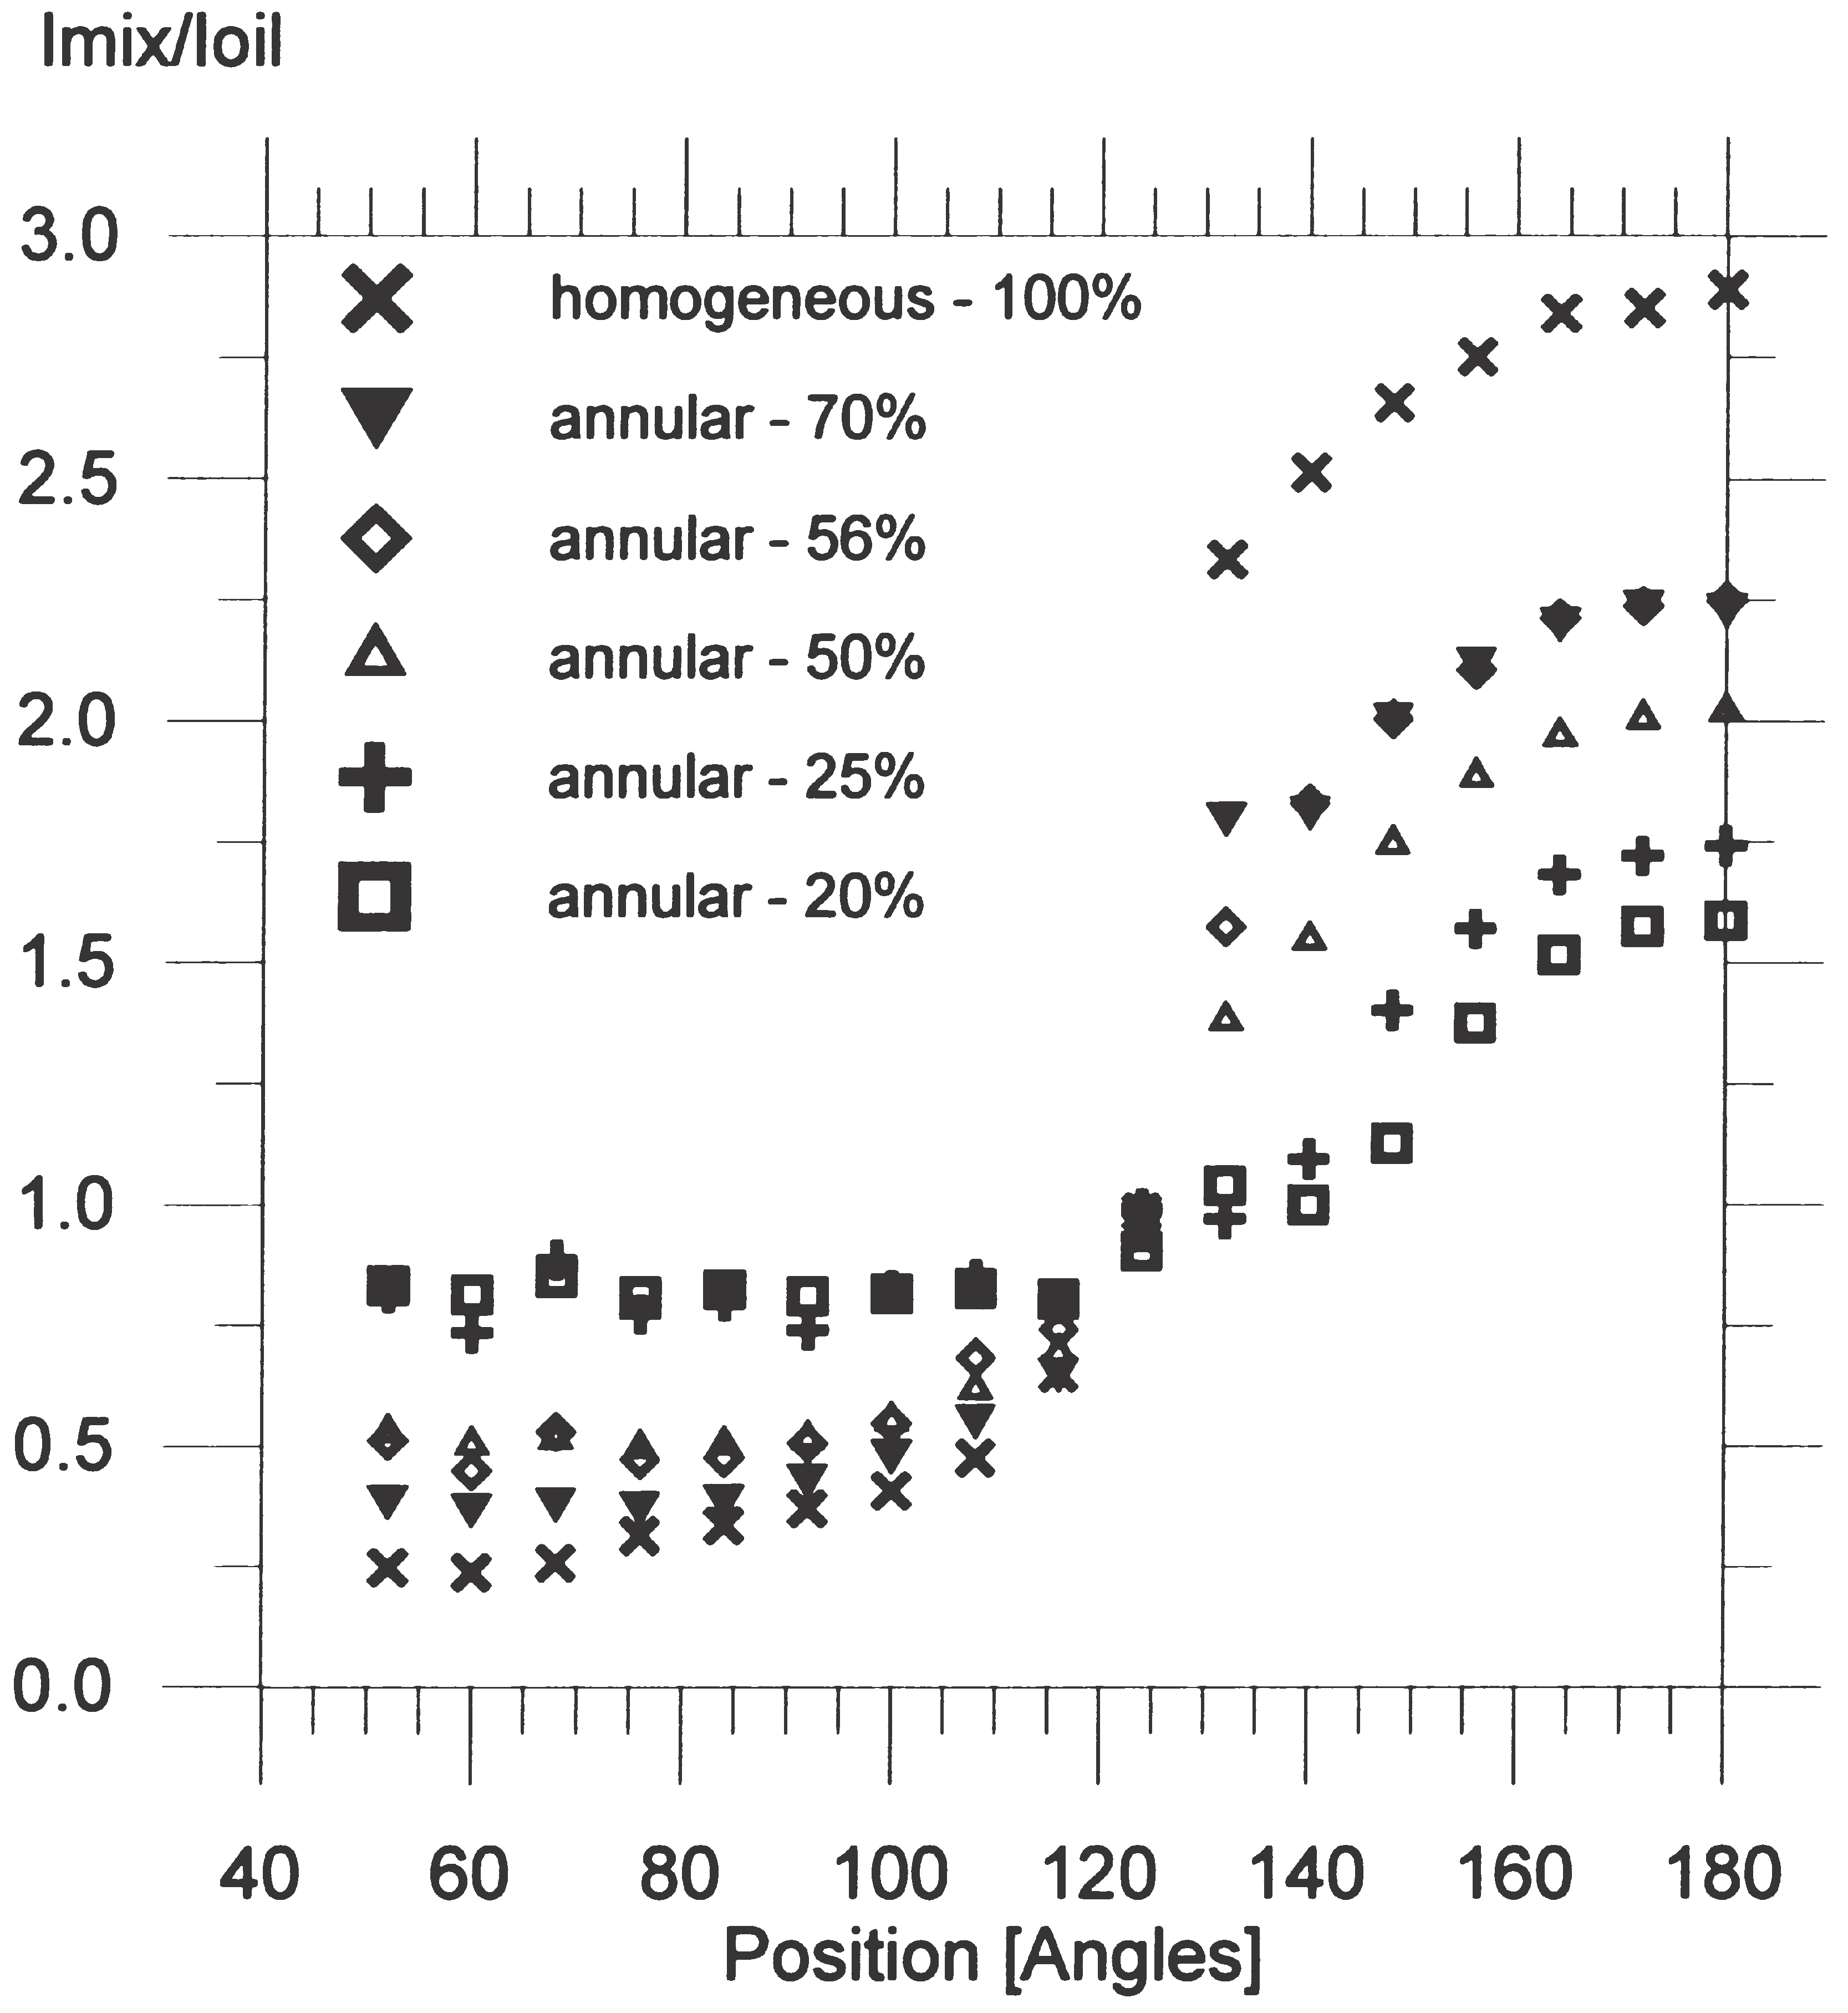 Imix/Ioil
3.0
2.5
2.0
1.5
1.0
0.5
0.0
homogeneous - 100%
annular - 70%
annular - 56%
annular - 50%
annular - 25%
annular - 20%
40 60 80 100 120 140 160 180
Position [Angles]